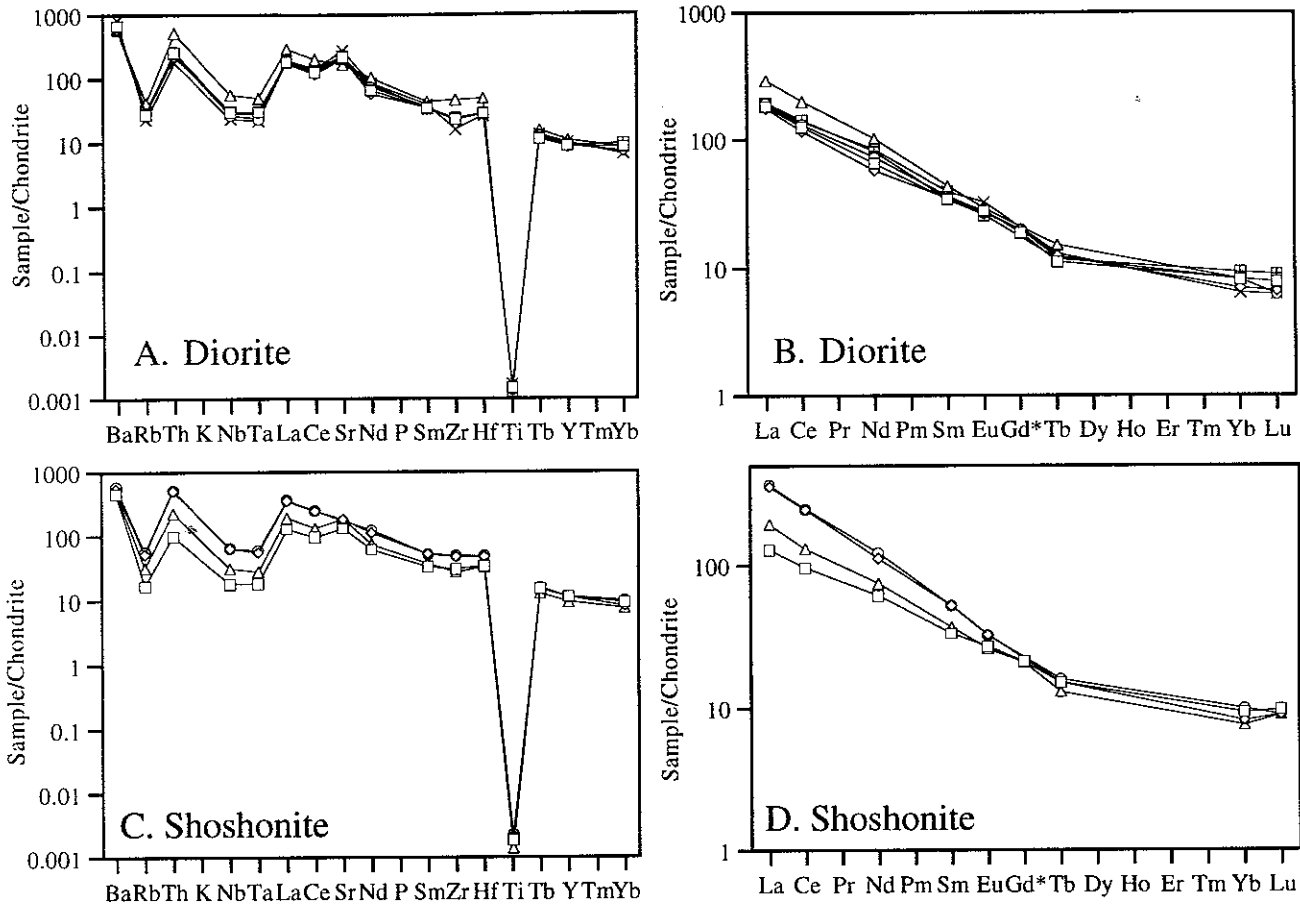 1000
100
10
1
0.1
0.01
0.001
Sample/Chondrite
A. Diorite
Ba Rb Th K Nb Ta La Ce Sr Nd P Sm Zr Hf Ti Tb Y Tm Yb
1000
100
10
1
Sample/Chondrite
B. Diorite
La Ce Pr Nd Pm Sm Eu Gd* Tb Dy Ho Er Tm Yb Lu
1000
100
10
1
0.1
0.01
0.001
Sample/Chondrite
C. Shoshonite
Ba Rb Th K Nb Ta La Ce Sr Nd P Sm Zr Hf Ti Tb Y Tm Yb
100
10
1
Sample/Chondrite
D. Shoshonite
La Ce Pr Nd Pm Sm Eu Gd* Tb Dy Ho Er Tm Yb Lu